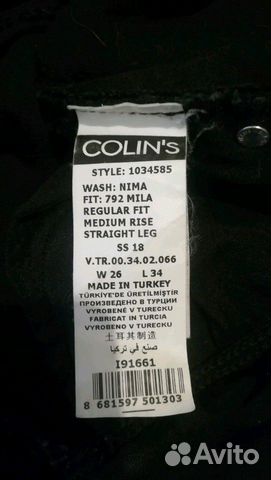 COLIN's
STYLE: 1034585
WASH: NIMA
FIT: 792 MILA
REGULAR FIT
MEDIUM RISE
STRAIGHT LEG
SS 18
V.TR.00.34.02.066
W 26 L 34
MADE IN TURKEY
TÜRKİYE'DE ÜRETİLMİŞTİR
ПРОИЗВЕДЕНО В ТУРЦИИ
VYROBENÉ V TURECKU
FABRICAT IN TURCIA
VYROBENO V TURECKU
土耳其制造
صنع في تركيا
I91661
8 681597 501303
Avito